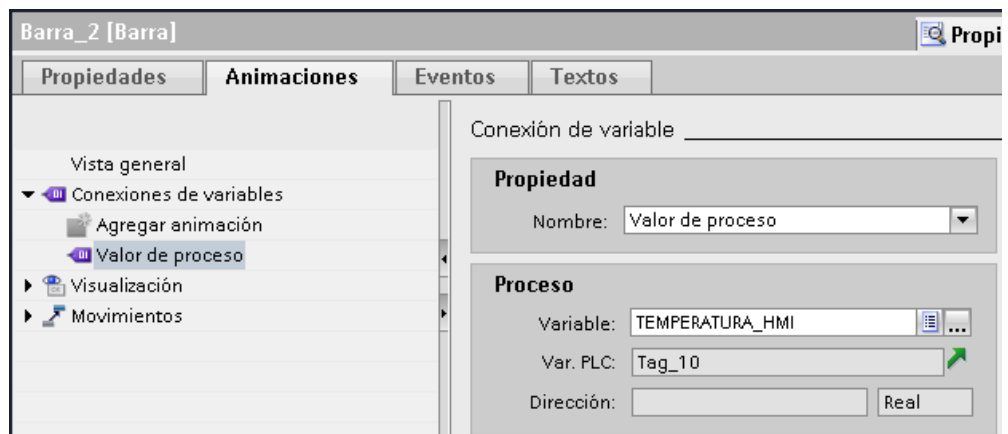 Barra_2 [Barra]
Propi
Propiedades Animaciones Eventos Textos
Conexión de variable
Vista general
Conexiones de variables
Agregar animación
Valor de proceso
Visualización
Movimientos
Propiedad
Nombre: Valor de proceso
Proceso
Variable: TEMPERATURA_HMI ...
Var. PLC: Tag_10
Dirección: Real